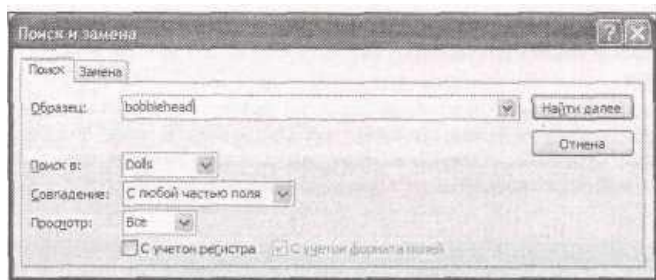 Поиск и замена
Поиск Замена
Образец: bobblehead Найти далее
Отмена
Поиск в: Dolls
Совпадение: С любой частью поля
Просмотр: Все
С учетом регистра С учетом формата полей